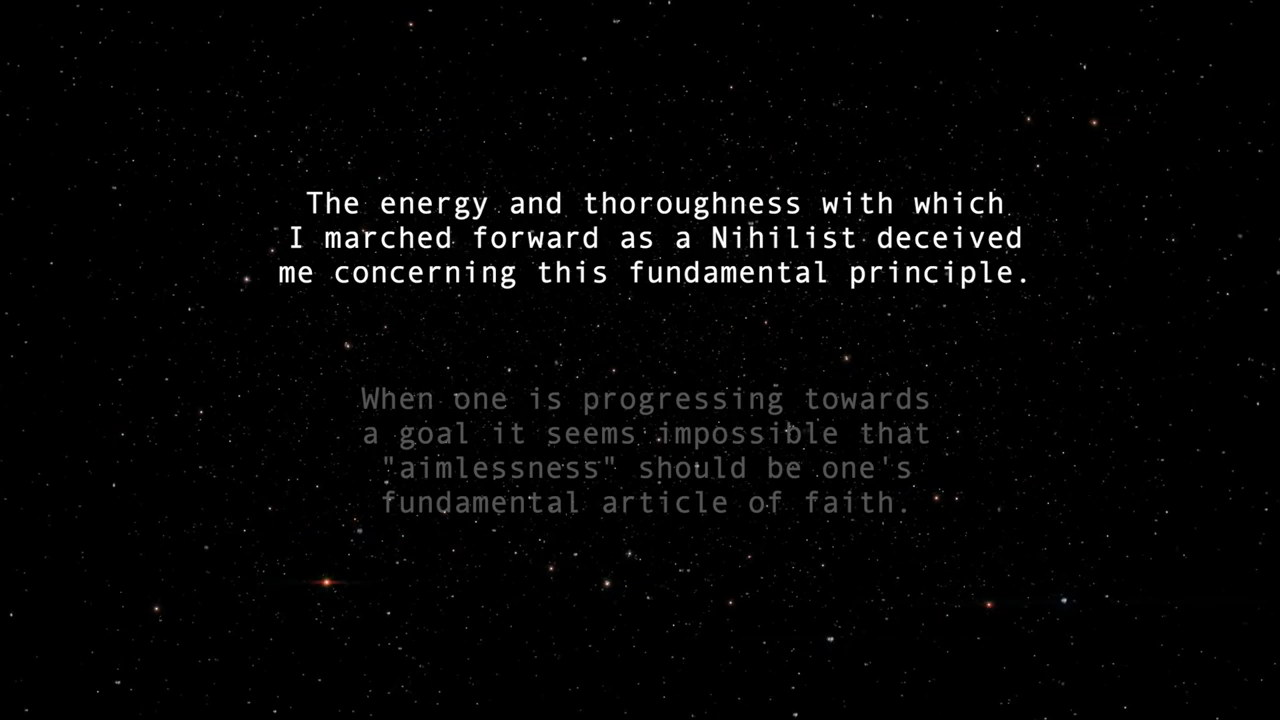 The energy and thoroughness with which
I marched forward as a Nihilist deceived
me concerning this fundamental principle.
When one is progressing towards
a goal it seems impossible that
"aimlessness" should be one's
fundamental article of faith.